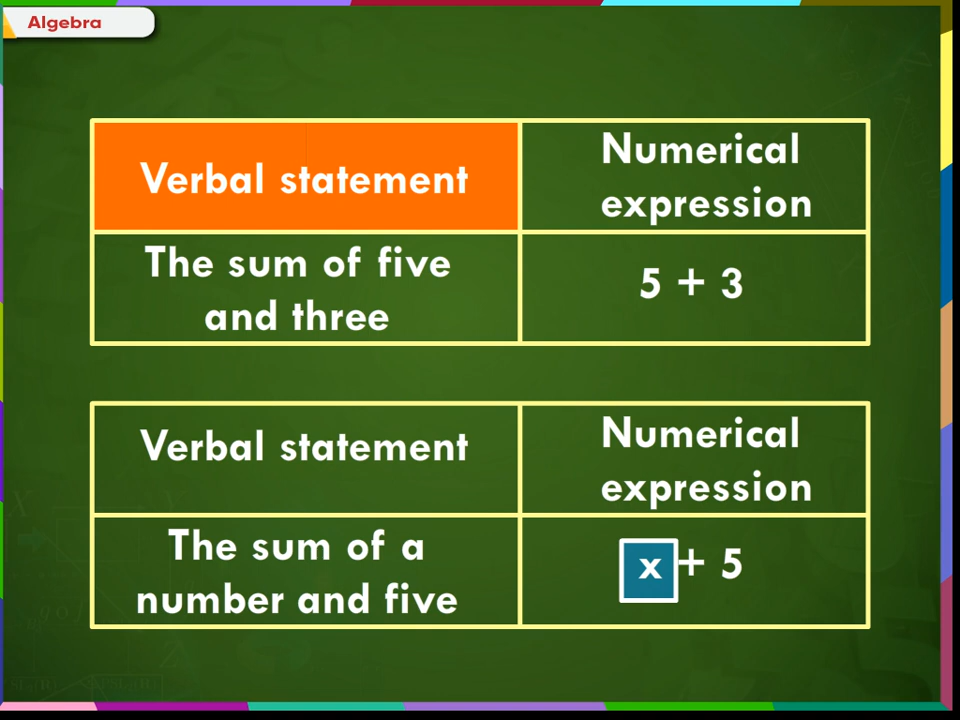 Algebra
Verbal statement
Numerical
expression
The sum of five
and three
5 + 3
Verbal statement
Numerical
expression
The sum of a
number and five
x + 5